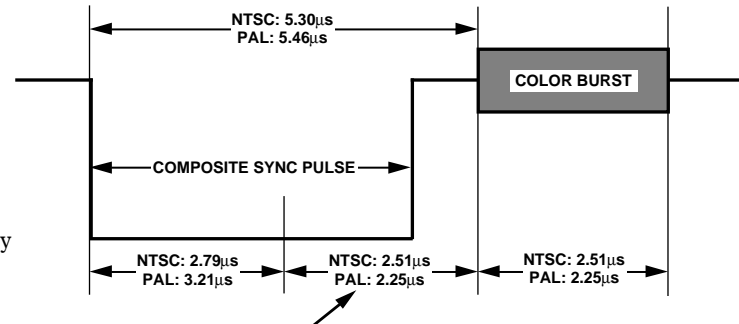 NTSC: 5.30µs
PAL: 5.46µs
COLOR BURST
COMPOSITE SYNC PULSE
y
NTSC: 2.79µs
PAL: 3.21µs
NTSC: 2.51µs
PAL: 2.25µs
NTSC: 2.51µs
PAL: 2.25µs